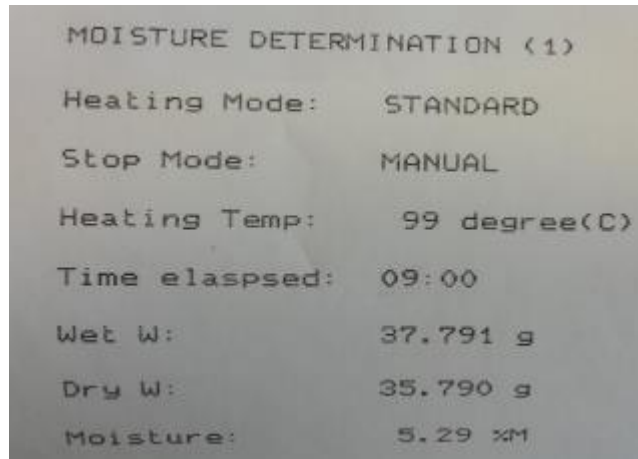 MOISTURE DETERMINATION (1)
Heating Mode: STANDARD
Stop Mode: MANUAL
Heating Temp: 99 degree(C)
Time elaspsed: 09:00
Wet W: 37.791 g
Dry W: 35.790 g
Moisture: 5.29 %M